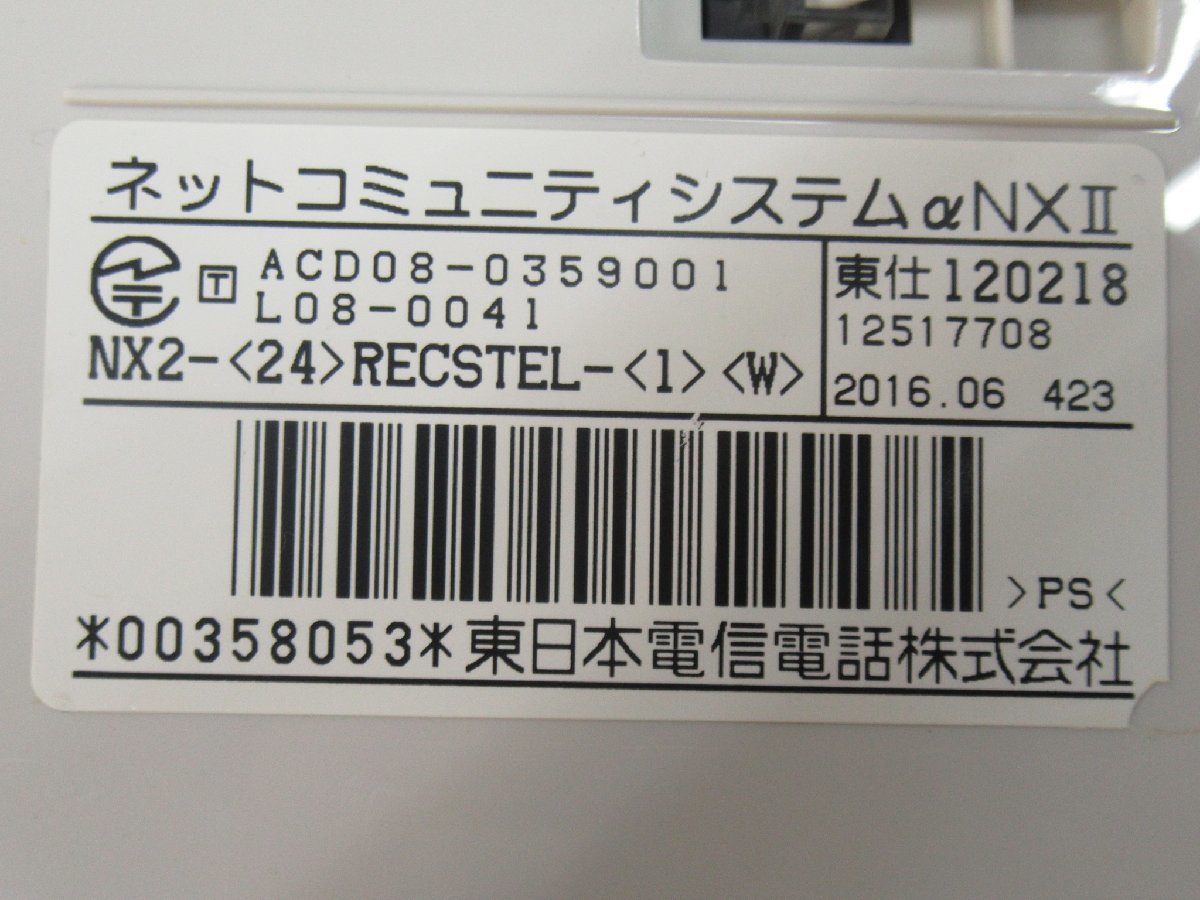 ネットコミュニティシステムαNXⅡ
T ACD08-0359001
L08-0041
NX2-<24>RECSTEL-<1><W>
東仕120218
12517708
2016.06 423
>PS<
*00358053*東日本電信電話株式会社